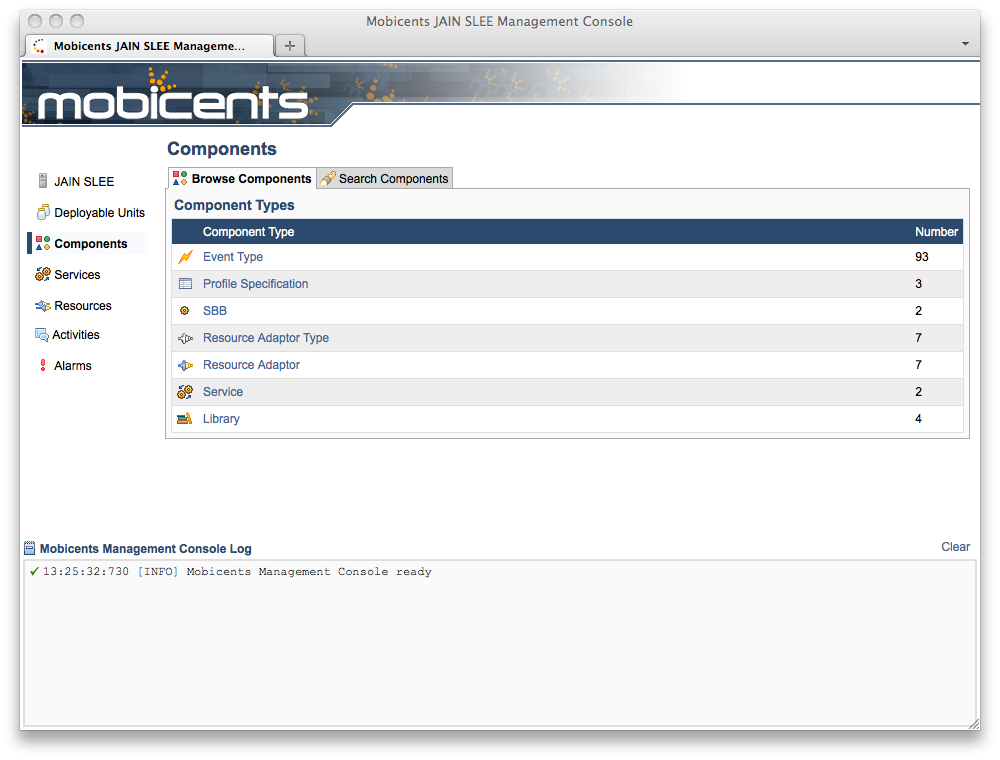 Mobicents JAIN SLEE Management Console
Mobicents JAIN SLEE Manageme...
mobicents
Components
JAIN SLEE
Deployable Units
Components
Services
Resources
Activities
Alarms
Browse Components
Search Components
Component Types
Component Type Number
Event Type 93
Profile Specification 3
SBB 2
Resource Adaptor Type 7
Resource Adaptor 7
Service 2
Library 4
Mobicents Management Console Log
Clear
13:25:32:730 [INFO] Mobicents Management Console ready